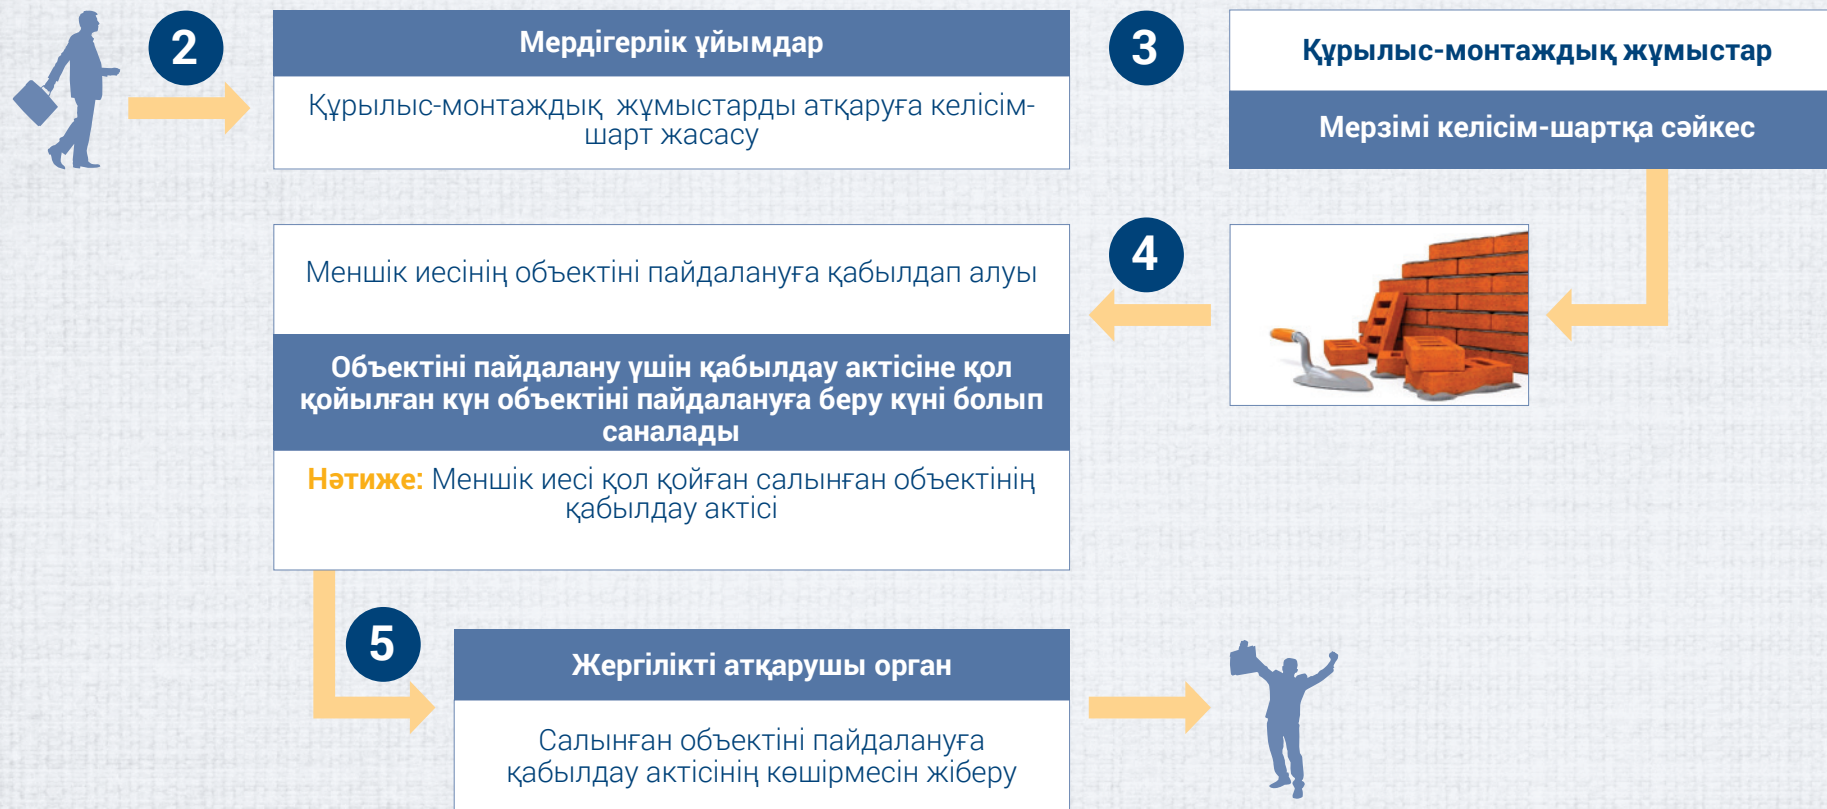 2
Мердігерлік ұйымдар
Құрылыс-монтаждық жұмыстарды атқаруға келісім-
шарт жасасу
3
Құрылыс-монтаждық жұмыстар
Мерзімі келісім-шартқа сәйкес
4
Меншік иесінің объектіні пайдалануға қабылдап алуы
Объектіні пайдалану үшін қабылдау актісіне қол
қойылған күн объектіні пайдалануға беру күні болып
саналады
Нәтиже: Меншік иесі қол қойған салынған объектінің
қабылдау актісі
5
Жергілікті атқарушы орган
Салынған объектіні пайдалануға
қабылдау актісінің көшірмесін жіберу